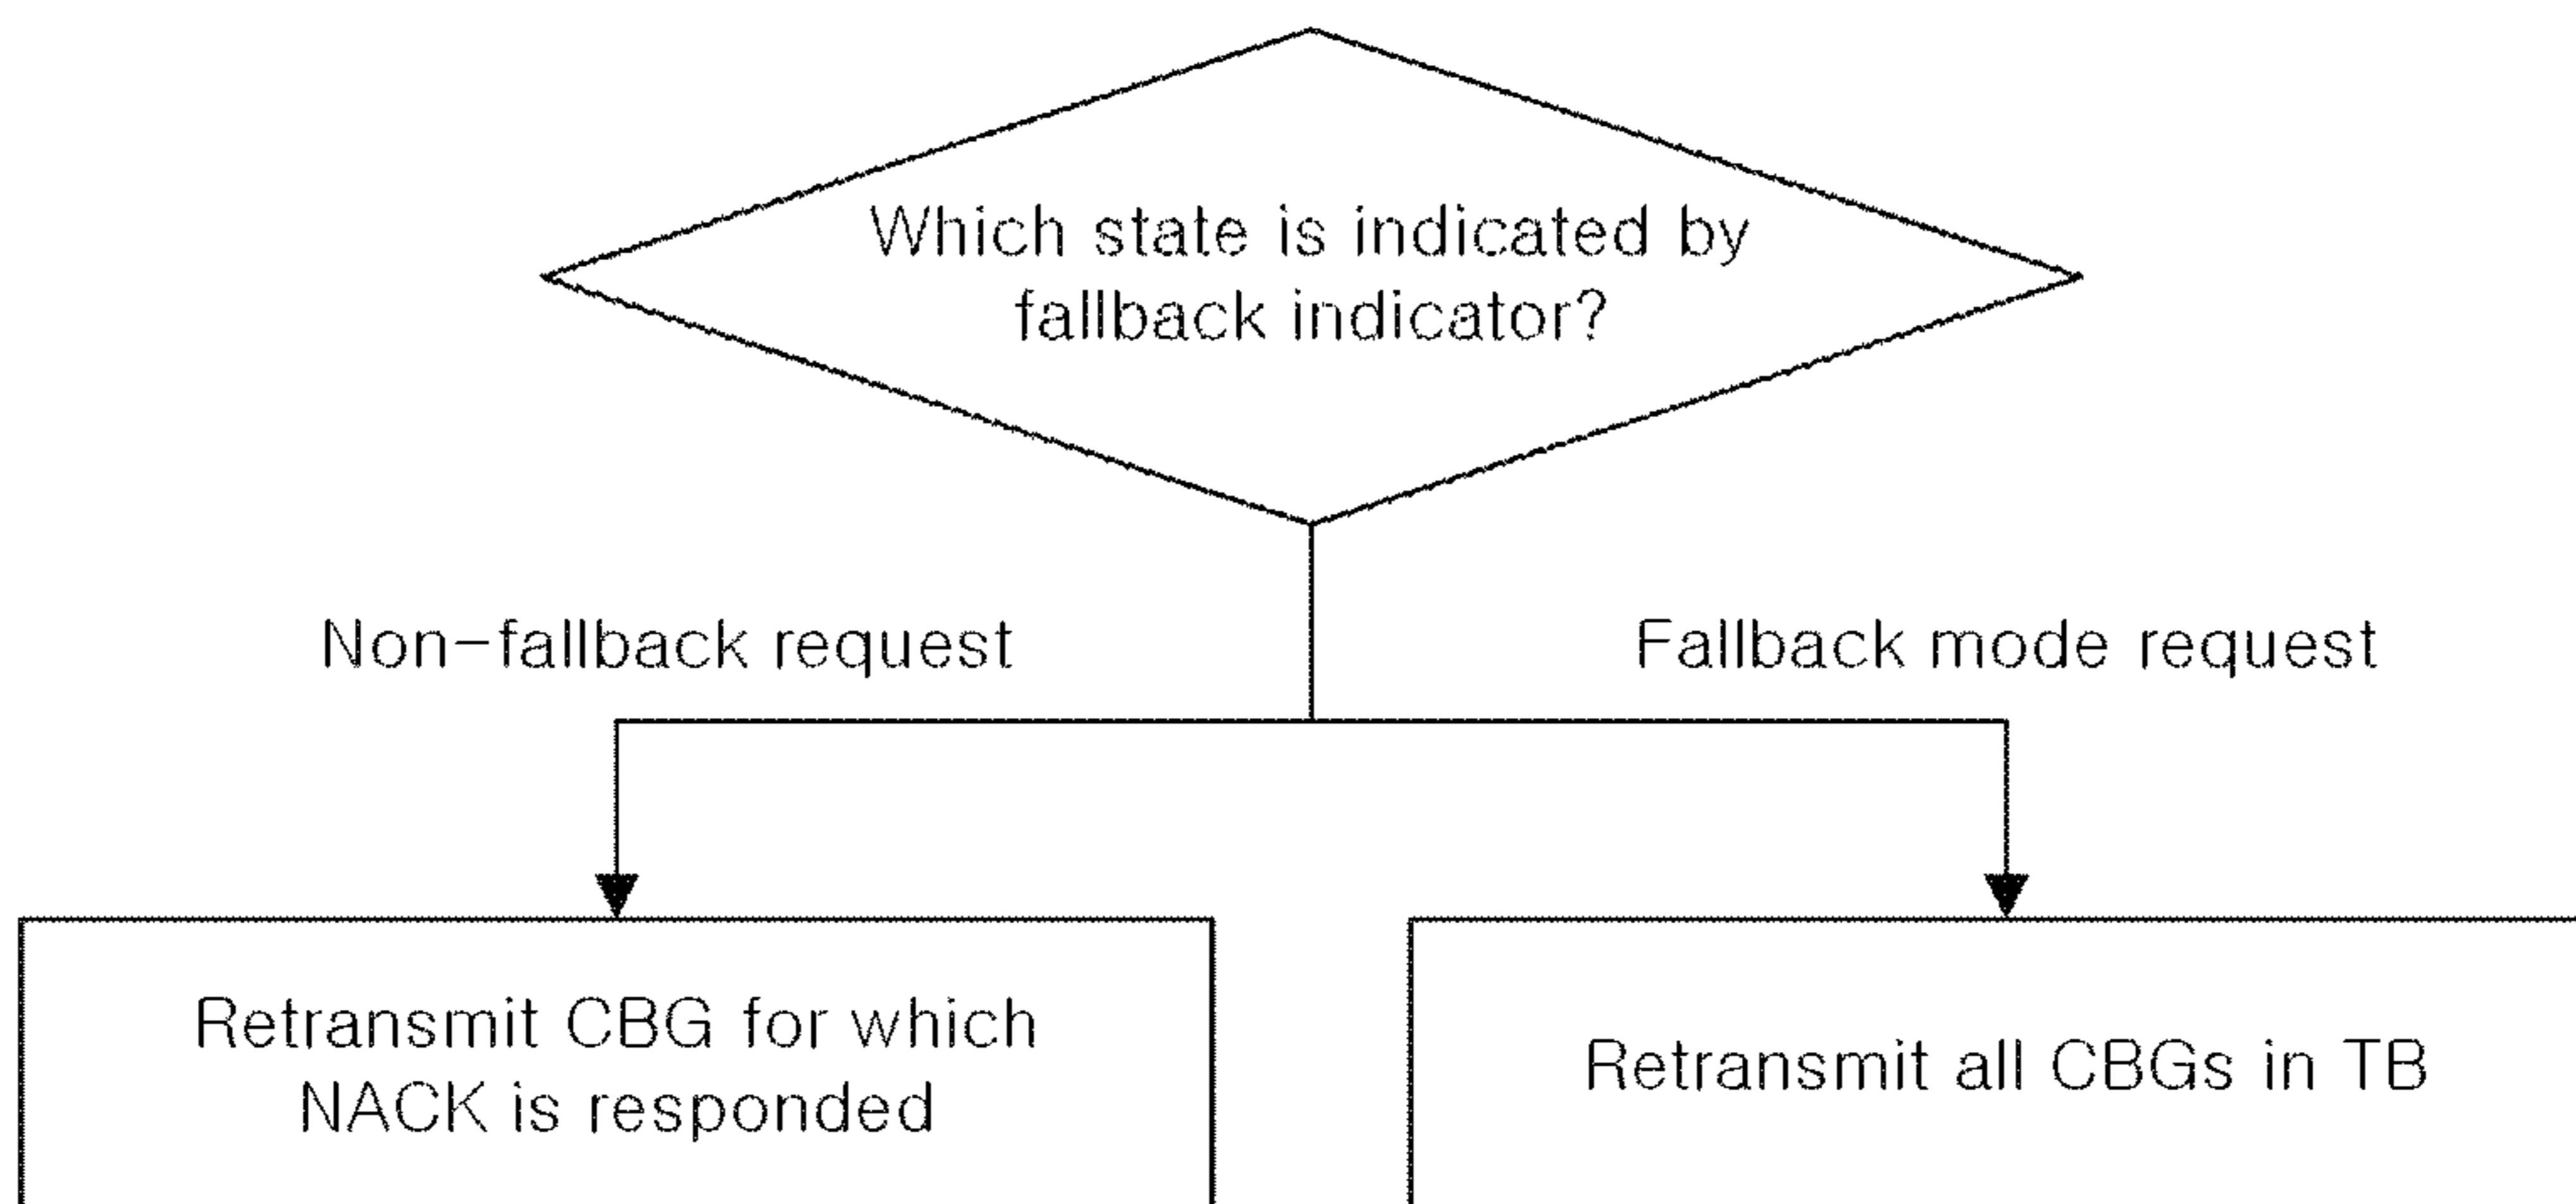 Which state is indicated by
fallback indicator?
Non-fallback request
Fallback mode request
Retransmit CBG for which
NACK is responded
Retransmit all CBGs in TB